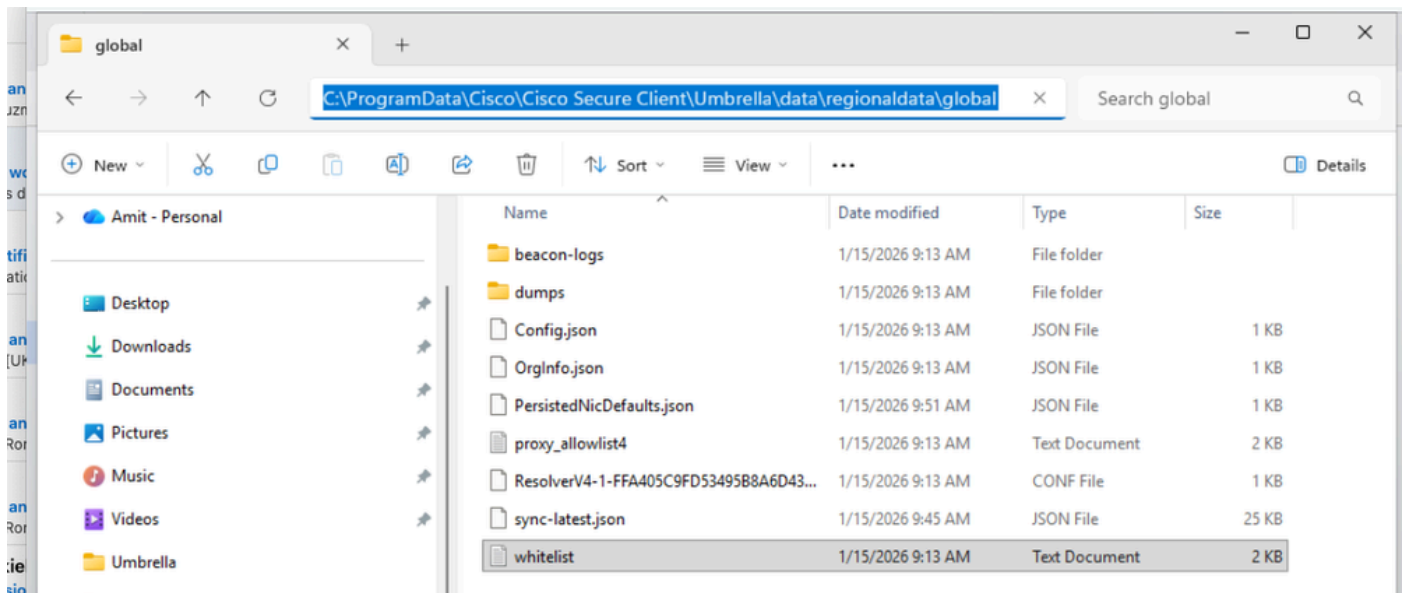 global
C:\ProgramData\Cisco\Cisco Secure Client\Umbrella\data\regionaldata\global
Search global
New
Sort
View
Details
Amit - Personal
Desktop
Downloads
Documents
Pictures
Music
Videos
Umbrella
Name Date modified Type Size
beacon-logs 1/15/2026 9:13 AM File folder
dumps 1/15/2026 9:13 AM File folder
Config.json 1/15/2026 9:13 AM JSON File 1 KB
OrgInfo.json 1/15/2026 9:13 AM JSON File 1 KB
PersistedNicDefaults.json 1/15/2026 9:51 AM JSON File 1 KB
proxy_allowlist4 1/15/2026 9:13 AM Text Document 2 KB
ResolverV4-1-FFA405C9FD53495B8A6D43... 1/15/2026 9:13 AM CONF File 1 KB
sync-latest.json 1/15/2026 9:45 AM JSON File 25 KB
whitelist 1/15/2026 9:13 AM Text Document 2 KB